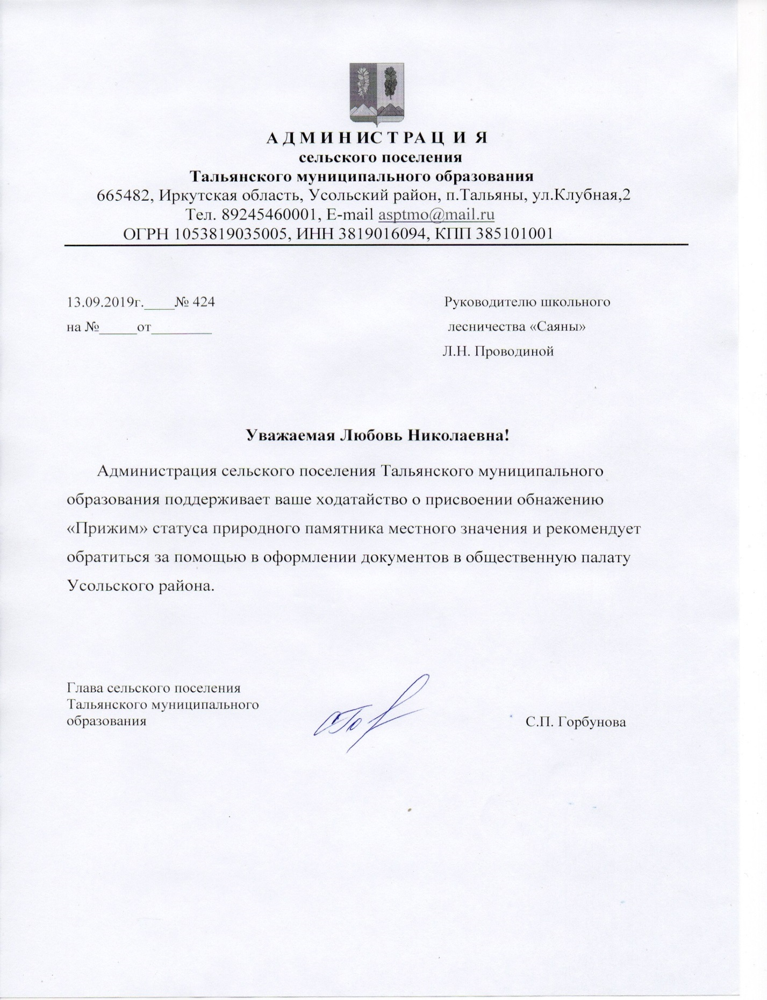 А Д М И Н ИС Т РА Ц И Я
сельского поселения
Тальянского муниципального образования
665482, Иркутская область, Усольский район, п.Тальяны, ул.Клубная,2
Тел. 89245460001, E-mail asptmo@mail.ru
ОГРН 1053819035005, ИНН 3819016094, КПП 385101001
13.09.2019г.____№ 424
на №_____от________
Руководителю школьного
лесничества «Саяны»
Л.Н. Проводиной
Уважаемая Любовь Николаевна!
Администрация сельского поселения Тальянского муниципального
образования поддерживает ваше ходатайство о присвоении обнажению
«Прижим» статуса природного памятника местного значения и рекомендует
обратиться за помощью в оформлении документов в общественную палату
Усольского района.
Глава сельского поселения
Тальянского муниципального
образования
С.П. Горбунова